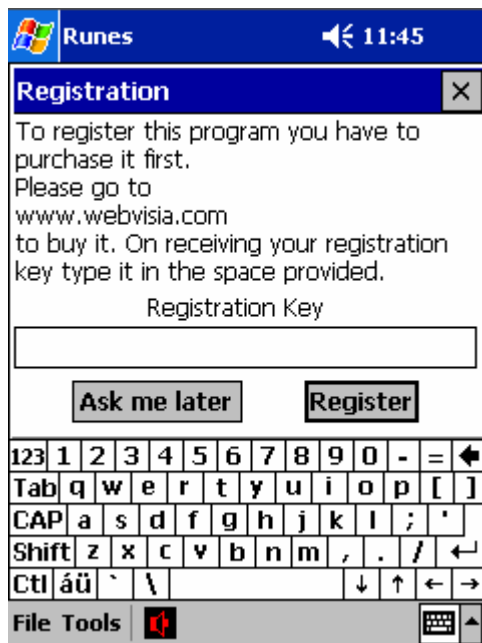 Runes 11:45
Registration
To register this program you have to
purchase it first.
Please go to
www.webvisia.com
to buy it. On receiving your registration
key type it in the space provided.
Registration Key
Ask me later Register
123 1 2 3 4 5 6 7 8 9 0 - =
Tab q w e r t y u i o p [ ]
CAP a s d f g h j k l ; '
Shift z x c v b n m , . /
Ctl áü ` \
File Tools